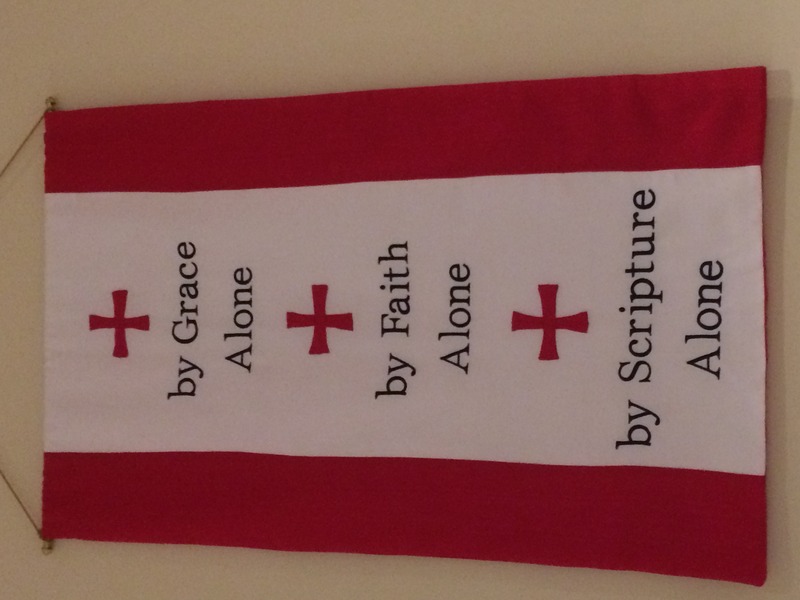 by Grace
Alone
by Faith
Alone
by Scripture
Alone